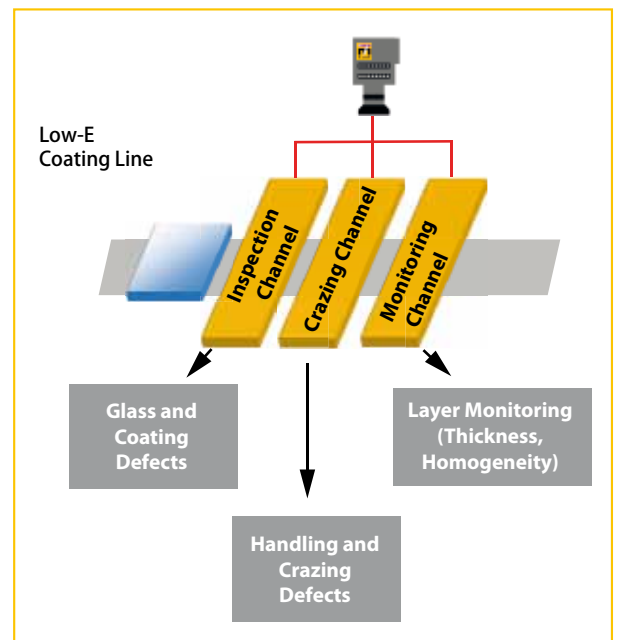 Low-E
Coating Line
Inspection
Channel
Crazing Channel
Monitoring
Channel
Glass and
Coating
Defects
Layer Monitoring
(Thickness,
Homogeneity)
Handling and
Crazing
Defects